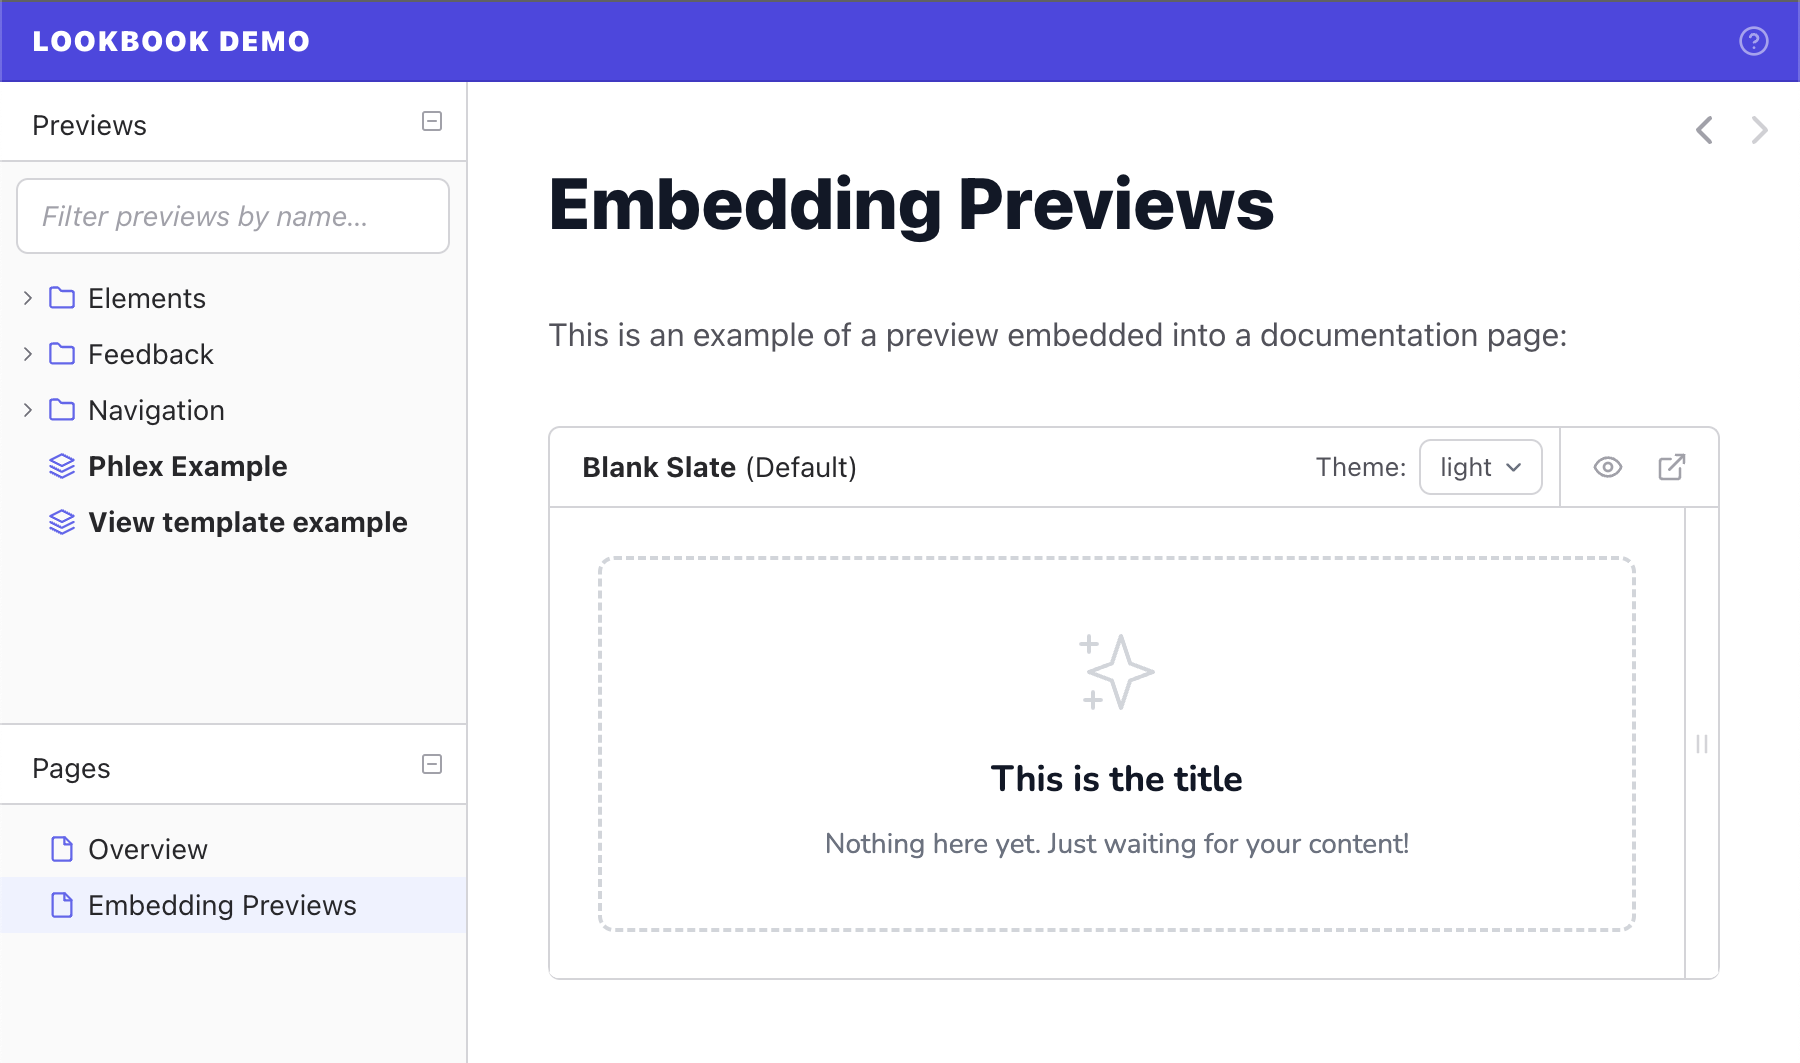 LOOKBOOK DEMO
Previews
Filter previews by name...
Elements
Feedback
Navigation
Phlex Example
View template example
Pages
Overview
Embedding Previews
Embedding Previews
This is an example of a preview embedded into a documentation page:
Blank Slate (Default)
Theme: light
This is the title
Nothing here yet. Just waiting for your content!